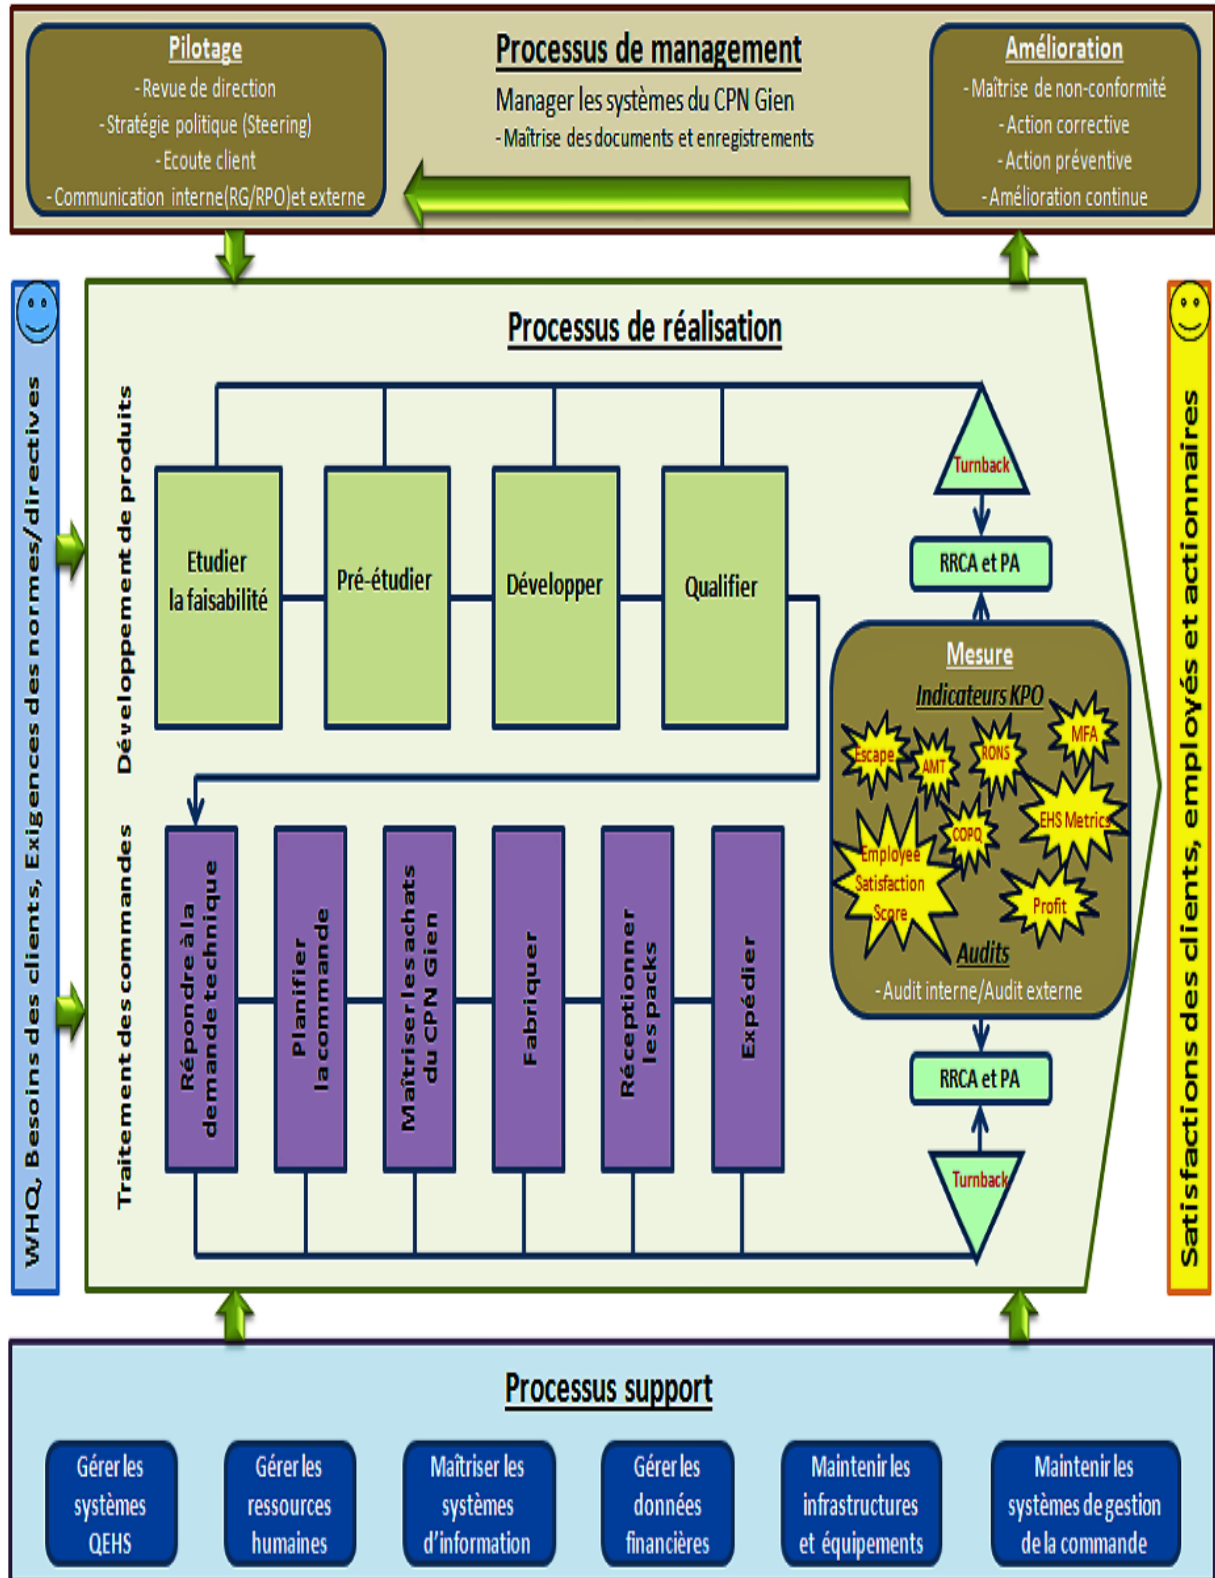 Pilotage
- Revue de direction
- Stratégie politique (Steering)
- Ecoute client
- Communication interne(RG/RPO)et externe
Processus de management
Manager les systèmes du CPN Gien
- Maîtrise des documents et enregistrements
Amélioration
- Maîtrise de non-conformité
- Action corrective
- Action préventive
- Amélioration continue
WHQ, Besoins des clients, Exigences des normes/directives
Processus de réalisation
Développement de produits
Etudier
la faisabilité
Pré-étudier
Développer
Qualifier
Turnback
RRCA et PA
Mesure
Indicateurs KPO
Escape
AMT
RONS
MFA
COPQ
EHS Metrics
Employee
Satisfaction
Score
Profit
Audits
- Audit interne/Audit externe
RRCA et PA
Turnback
Traitement des commandes
Répondre à la
demande technique
Planifier
la commande
Maîtriser les achats
du CPN Gien
Fabriquer
Réceptionner
les packs
Expédier
Satisfactions des clients, employés et actionnaires
Processus support
Gérer les
systèmes
QEHS
Gérer les
ressources
humaines
Maîtriser les
systèmes
d'information
Gérer les
données
financières
Maintenir les
infrastructures
et équipements
Maintenir les
systèmes de gestion
de la commande